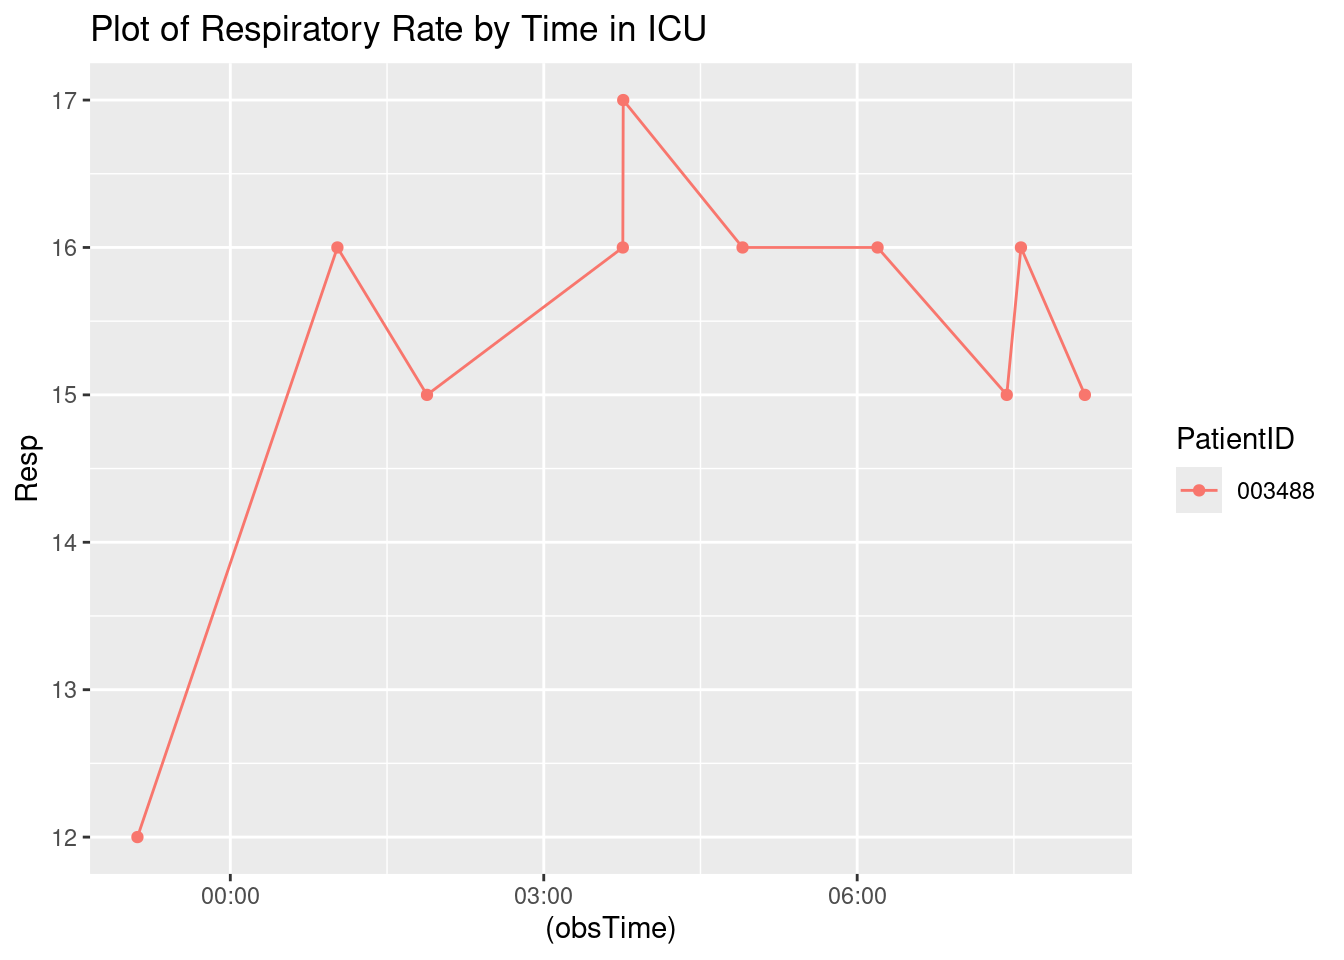 Plot of Respiratory Rate by Time in ICU
17
16
15
14
13
12
Resp
00:00
03:00
06:00
(obsTime)
PatientID
003488